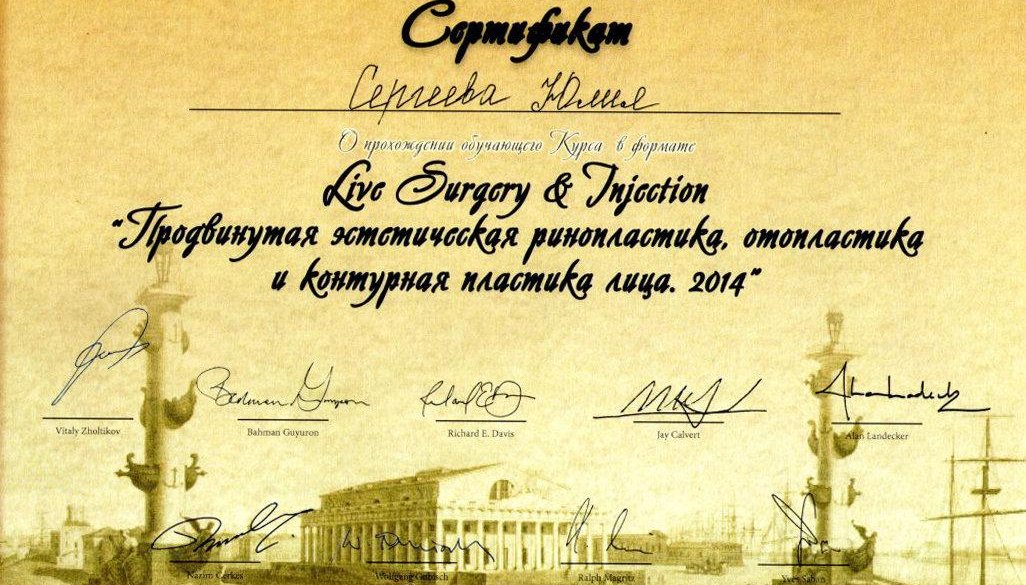 Сертификат
Сергеева Юлия
О прохождении обучающего Курса в формате
Live Surgery & Injection
"Продвинутая эстетическая ринопластика, отопластика
и контурная пластика лица. 2014"
Vitaly Zholtikov
Bahman Guyuron
Richard E. Davis
Jay Calvert
Alan Landecker
Nazim Cerkes
Wolfgang Gubisch
Ralph Magritz
Yves Saban